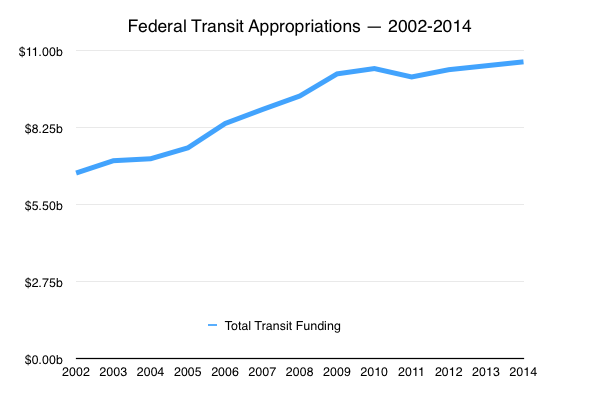 Federal Transit Appropriations — 2002-2014
$11.00b
$8.25b
$5.50b
$2.75b
Total Transit Funding
$0.00b
2002 2003 2004 2005 2006 2007 2008 2009 2010 2011 2012 2013 2014